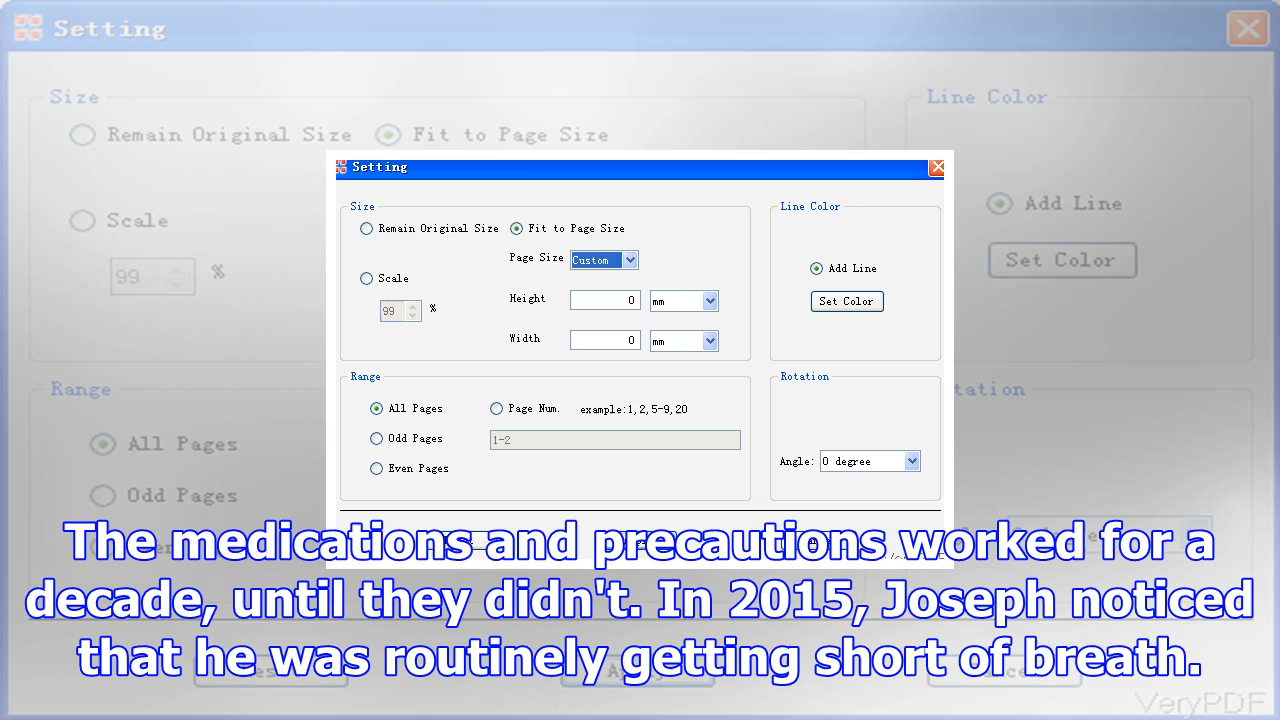 Setting
Size
Remain Original Size Fit to Page Size
Scale
99 %
Line Color
Add Line
Set Color
Range
All Pages
Odd Pages
Setting
Size
Remain Original Size Fit to Page Size
Page Size Custom
Scale
99 %
Height 0 mm
Width 0 mm
Line Color
Add Line
Set Color
Range
All Pages Page Num. example:1,2,5-9,20
Odd Pages 1-2
Even Pages
Rotation
Angle: 0 degree
The medications and precautions worked for a
decade, until they didn't. In 2015, Joseph noticed
that he was routinely getting short of breath.
VeryPDF